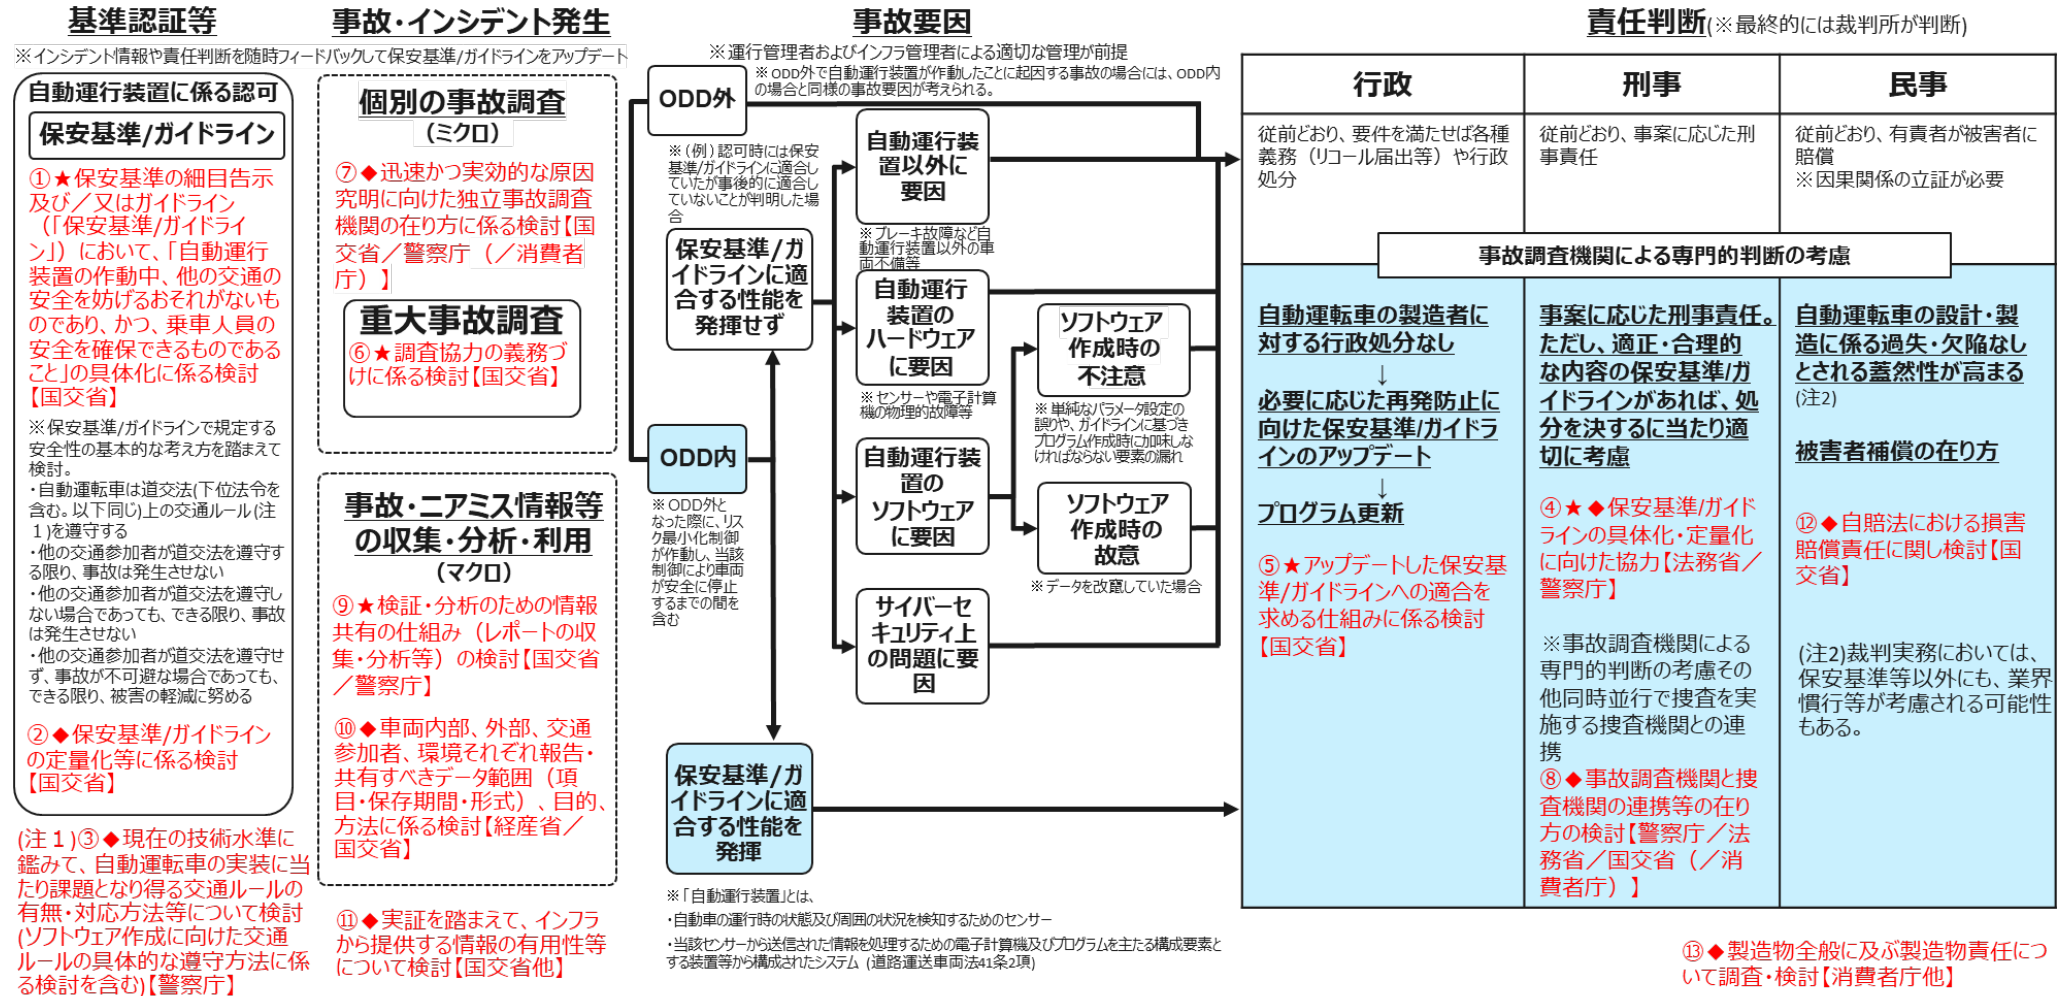 基準認証等
※インシデント情報や責任判断を随時フィードバックして保安基準/ガイドラインをアップデート
自動運行装置に係る認可
保安基準/ガイドライン
①★保安基準の細目告示
及び／又はガイドライン
（「保安基準/ガイドライ
ン」）において、「自動運行
装置の作動中、他の交通の
安全を妨げるおそれがないも
のであり、かつ、乗車人員の
安全を確保できるものである
こと」の具体化に係る検討
【国交省】
※保安基準/ガイドラインで規定する
安全性の基本的な考え方を踏まえて
検討。
・自動運転車は道交法(下位法令を
含む。以下同じ)上の交通ルール(注
１)を遵守する
・他の交通参加者が道交法を遵守す
る限り、事故は発生させない
・他の交通参加者が道交法を遵守し
ない場合であっても、できる限り、事故
は発生させない
・他の交通参加者が道交法を遵守せ
ず、事故が不可避な場合であっても、
できる限り、被害の軽減に努める
②◆保安基準/ガイドライン
の定量化等に係る検討
【国交省】
(注１)③◆現在の技術水準に
鑑みて、自動運転車の実装に当
たり課題となり得る交通ルールの
有無・対応方法等について検討
(ソフトウェア作成に向けた交通
ルールの具体的な遵守方法に係
る検討を含む)【警察庁】
事故・インシデント発生
個別の事故調査
（ミクロ）
⑦◆迅速かつ実効的な原因
究明に向けた独立事故調査
機関の在り方に係る検討【国
交省／警察庁（／消費者
庁）】
重大事故調査
⑥★調査協力の義務づ
けに係る検討【国交省】
事故・ニアミス情報等
の収集・分析・利用
（マクロ）
⑨★検証・分析のための情報
共有の仕組み（レポートの収
集・分析等）の検討【国交省
／警察庁】
⑩◆車両内部、外部、交通
参加者、環境それぞれ報告・
共有すべきデータ範囲（項
目・保存期間・形式）、目的、
方法に係る検討【経産省／
国交省】
⑪◆実証を踏まえて、インフラ
から提供する情報の有用性等
について検討【国交省他】
事故要因
※運行管理者およびインフラ管理者による適切な管理が前提
ODD外
※ODD外で自動運行装置が作動したことに起因する事故の場合には、ODD内
の場合と同様の事故要因が考えられる。
※（例）認可時には保安
基準/ガイドラインに適合し
ていたが事後的に適合し
ていないことが判明した場
合
保安基準/ガ
イドラインに適
合する性能を
発揮せず
ODD内
※ODD外と
なった際に、リス
ク最小化制御
が作動し、当該
制御により車両
が安全に停止
するまでの間を
含む
保安基準/ガ
イドラインに適
合する性能を
発揮
自動運行装
置以外に
要因
※ブレーキ故障など自
動運行装置以外の車
両不備等
自動運行
装置の
ハードウェア
に要因
※センサーや電子計算
機の物理的故障等
自動運行装
置の
ソフトウェア
に要因
サイバーセ
キュリティ上
の問題に要
因
ソフトウェア
作成時の
不注意
※単純なパラメータ設定の
誤りや、ガイドラインに基づき
プログラム作成時に加味しな
ければならない要素の漏れ
ソフトウェア
作成時の
故意
※データを改竄していた場合
※「自動運行装置」とは、
・自動車の運行時の状態及び周囲の状況を検知するためのセンサー
・当該センサーから送信された情報を処理するための電子計算機及びプログラムを主たる構成要素と
する装置等から構成されたシステム（道路運送車両法41条2項)
責任判断(※最終的には裁判所が判断)
行政
刑事
民事
従前どおり、要件を満たせば各種
義務（リコール届出等）や行政
処分
従前どおり、事案に応じた刑
事責任
従前どおり、有責者が被害者に
賠償
※因果関係の立証が必要
事故調査機関による専門的判断の考慮
自動運転車の製造者に
対する行政処分なし
↓
必要に応じた再発防止に
向けた保安基準/ガイドラ
インのアップデート
↓
プログラム更新
⑤★アップデートした保安基
準/ガイドラインへの適合を
求める仕組みに係る検討
【国交省】
事案に応じた刑事責任。
ただし、適正・合理的
な内容の保安基準/ガ
イドラインがあれば、処
分を決するに当たり適
切に考慮
④★◆保安基準/ガイド
ラインの具体化・定量化
に向けた協力【法務省／
警察庁】
※事故調査機関による
専門的判断の考慮その
他同時並行で捜査を実
施する捜査機関との連
携
⑧◆事故調査機関と捜
査機関の連携等の在り
方の検討【警察庁／法
務省／国交省（／消
費者庁）】
自動運転車の設計・製
造に係る過失・欠陥なし
とされる蓋然性が高まる
(注2)
被害者補償の在り方
⑫◆自賠法における損害
賠償責任に関し検討【国
交省】
(注2)裁判実務においては、
保安基準等以外にも、業界
慣行等が考慮される可能性
もある。
⑬◆製造物全般に及ぶ製造物責任につ
いて調査・検討【消費者庁他】